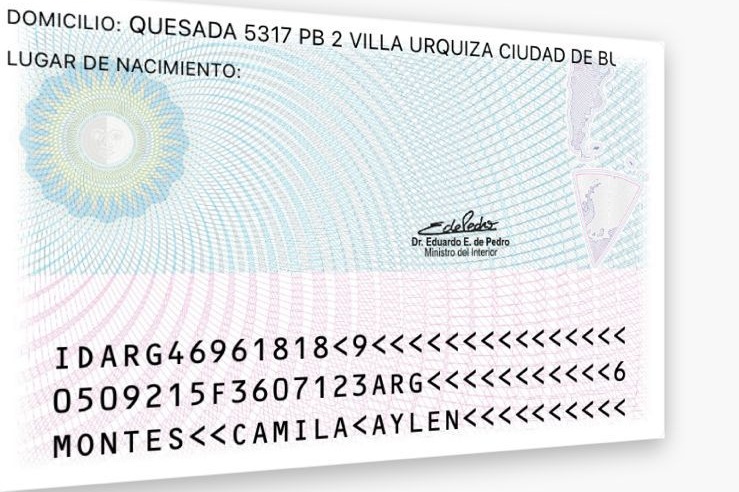 DOMICILIO: QUESADA 5317 PB 2 VILLA URQUIZA CIUDAD DE BU
LUGAR DE NACIMIENTO:
EdePedro
Dr. Eduardo E. de Pedro
Ministro del Interior
IDARG46961818<9<<<<<<<<<<<<<<<
0509215F3607123ARG<<<<<<<<<<<6
MONTES<<CAMILA<AYLEN<<<<<<<<<<